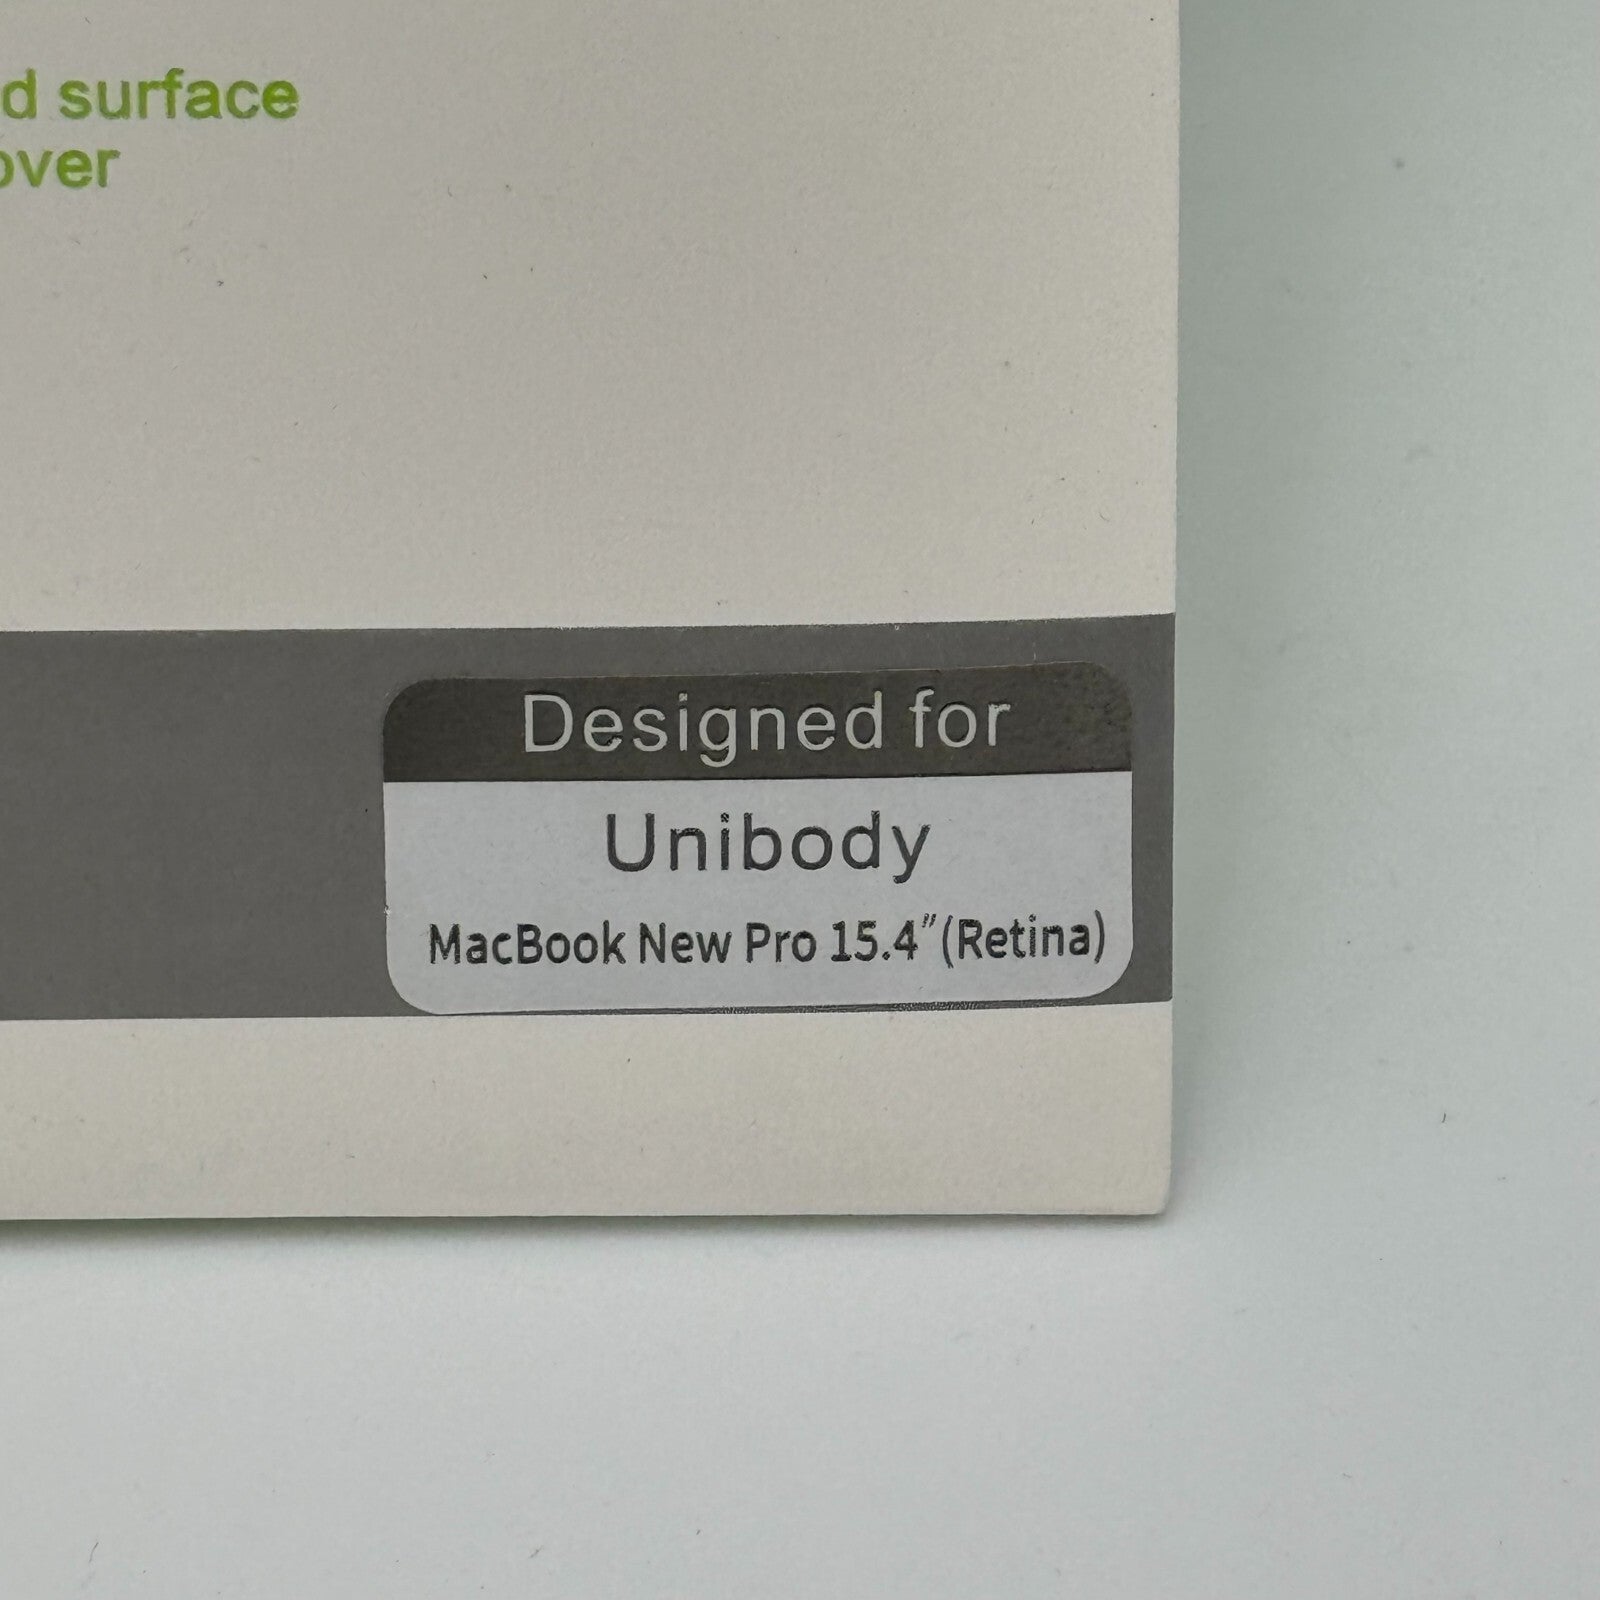 d surface
over
Designed for
Unibody
MacBook New Pro 15.4"(Retina)